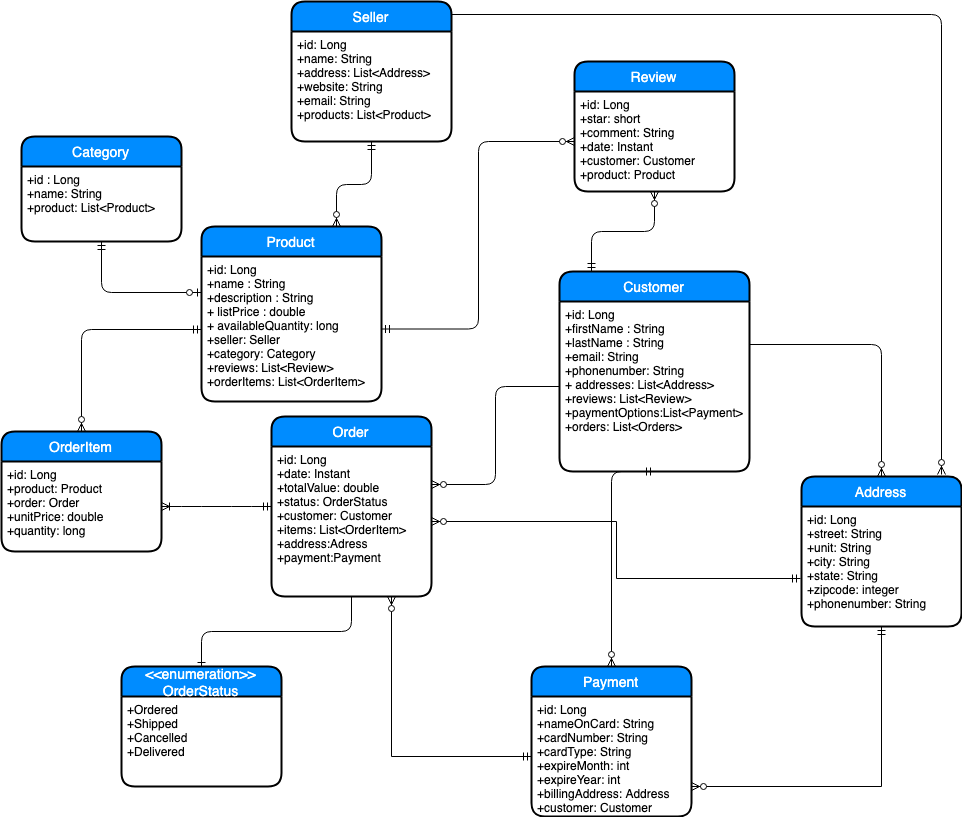 Seller
+id: Long
+name: String
+address: List<Address>
+website: String
+email: String
+products: List<Product>
Review
+id: Long
+star: short
+comment: String
+date: Instant
+customer: Customer
+product: Product
Category
+id : Long
+name: String
+product: List<Product>
Product
+id: Long
+name : String
+description : String
+ listPrice : double
+ availableQuantity: long
+seller: Seller
+category: Category
+reviews: List<Review>
+orderItems: List<OrderItem>
Customer
+id: Long
+firstName : String
+lastName : String
+email: String
+phonenumber: String
+ addresses: List<Address>
+reviews: List<Review>
+paymentOptions:List<Payment>
+orders: List<Orders>
OrderItem
+id: Long
+product: Product
+order: Order
+unitPrice: double
+quantity: long
Order
+id: Long
+date: Instant
+totalValue: double
+status: OrderStatus
+customer: Customer
+items: List<OrderItem>
+address:Adress
+payment:Payment
Address
+id: Long
+street: String
+unit: String
+city: String
+state: String
+zipcode: integer
+phonenumber: String
<<enumeration>>
OrderStatus
+Ordered
+Shipped
+Cancelled
+Delivered
Payment
+id: Long
+nameOnCard: String
+cardNumber: String
+cardType: String
+expireMonth: int
+expireYear: int
+billingAddress: Address
+customer: Customer